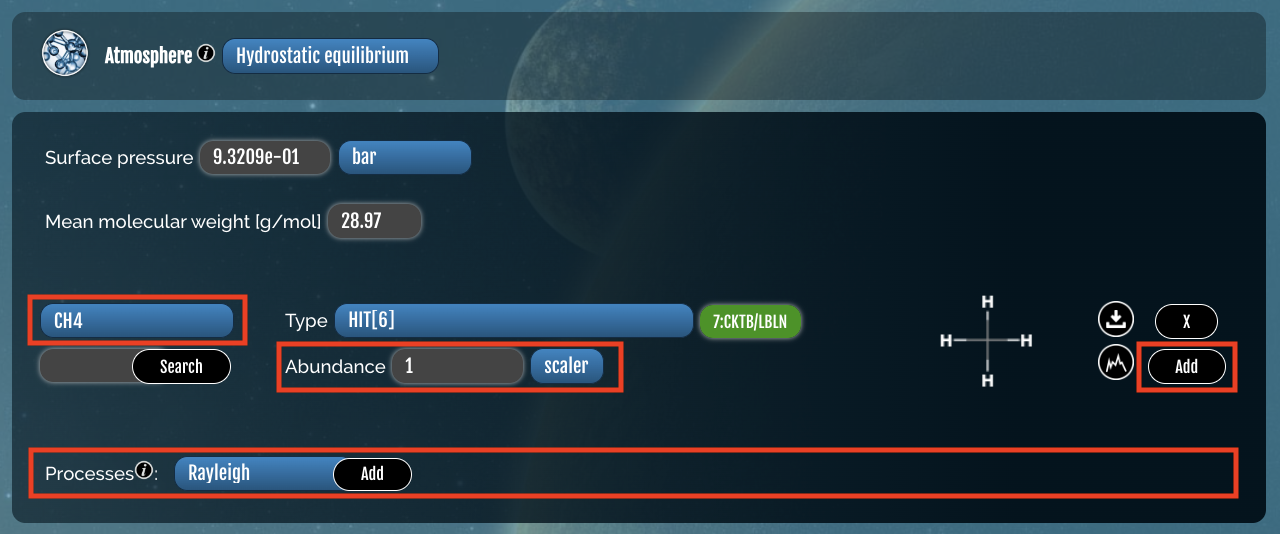 Atmosphere i Hydrostatic equilibrium
Surface pressure 9.3209e-01 bar
Mean molecular weight [g/mol] 28.97
CH4 Type HIT[6] 7:CKTB/LBLN X
Search Abundance 1 scaler Add
H
H H
H
Processes i : Rayleigh Add